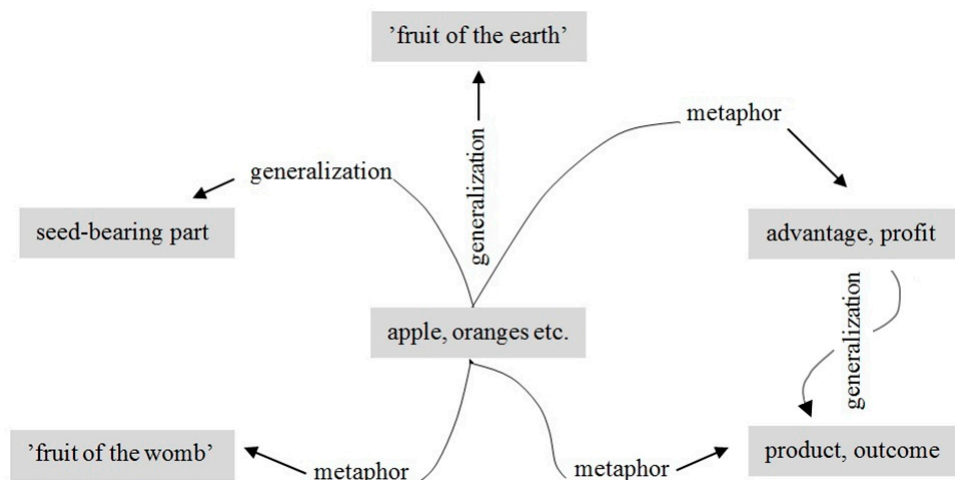 ’fruit of the earth’
metaphor
generalization
generalization
seed-bearing part
advantage, profit
apple, oranges etc.
generalization
’fruit of the womb’
metaphor
metaphor
product, outcome